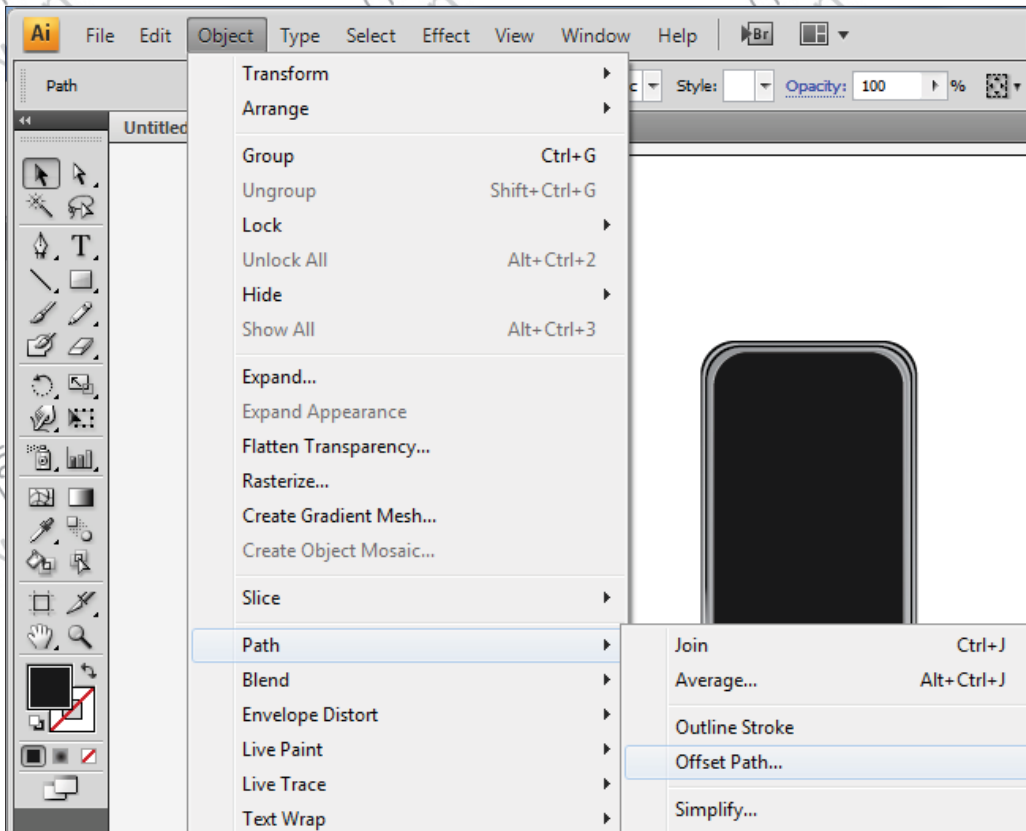 Ai File Edit Object Type Select Effect View Window Help Br
Path
c Style: Opacity: 100 %
Untitled
Transform
Arrange
Group Ctrl+G
Ungroup Shift+Ctrl+G
Lock
Unlock All Alt+Ctrl+2
Hide
Show All Alt+Ctrl+3
Expand...
Expand Appearance
Flatten Transparency...
Rasterize...
Create Gradient Mesh...
Create Object Mosaic...
Slice
Path
Blend
Envelope Distort
Live Paint
Live Trace
Text Wrap
Join Ctrl+J
Average... Alt+Ctrl+J
Outline Stroke
Offset Path...
Simplify...